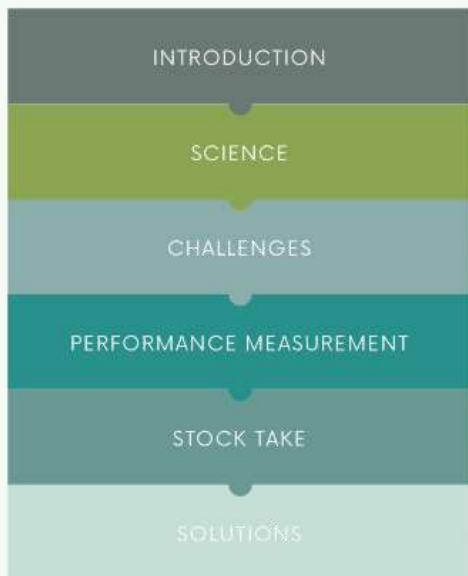 INTRODUCTION
SCIENCE
CHALLENGES
PERFORMANCE MEASUREMENT
STOCK TAKE
SOLUTIONS